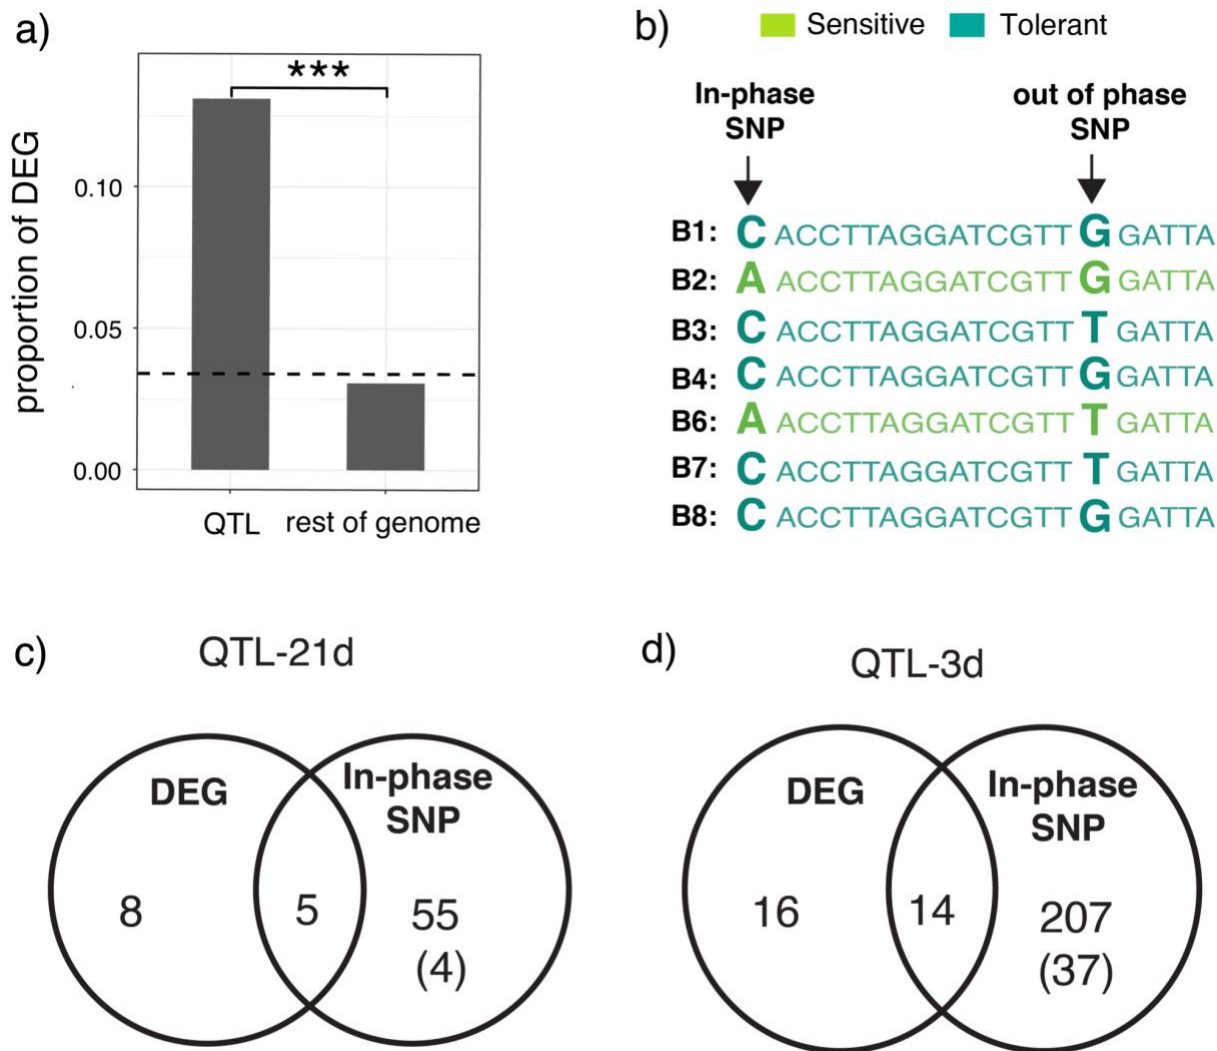 a)
***
proportion of DEG
0.10
0.05
0.00
QTL
rest of genome
b)
Sensitive
Tolerant
In-phase
SNP
out of phase
SNP
B1: C ACCTTAGGATCGTT G GATTA
B2: A ACCTTAGGATCGTT G GATTA
B3: C ACCTTAGGATCGTT T GATTA
B4: C ACCTTAGGATCGTT G GATTA
B6: A ACCTTAGGATCGTT T GATTA
B7: C ACCTTAGGATCGTT T GATTA
B8: C ACCTTAGGATCGTT G GATTA
c)
QTL-21d
DEG
In-phase
SNP
8
5
55
(4)
d)
QTL-3d
DEG
In-phase
SNP
16
14
207
(37)